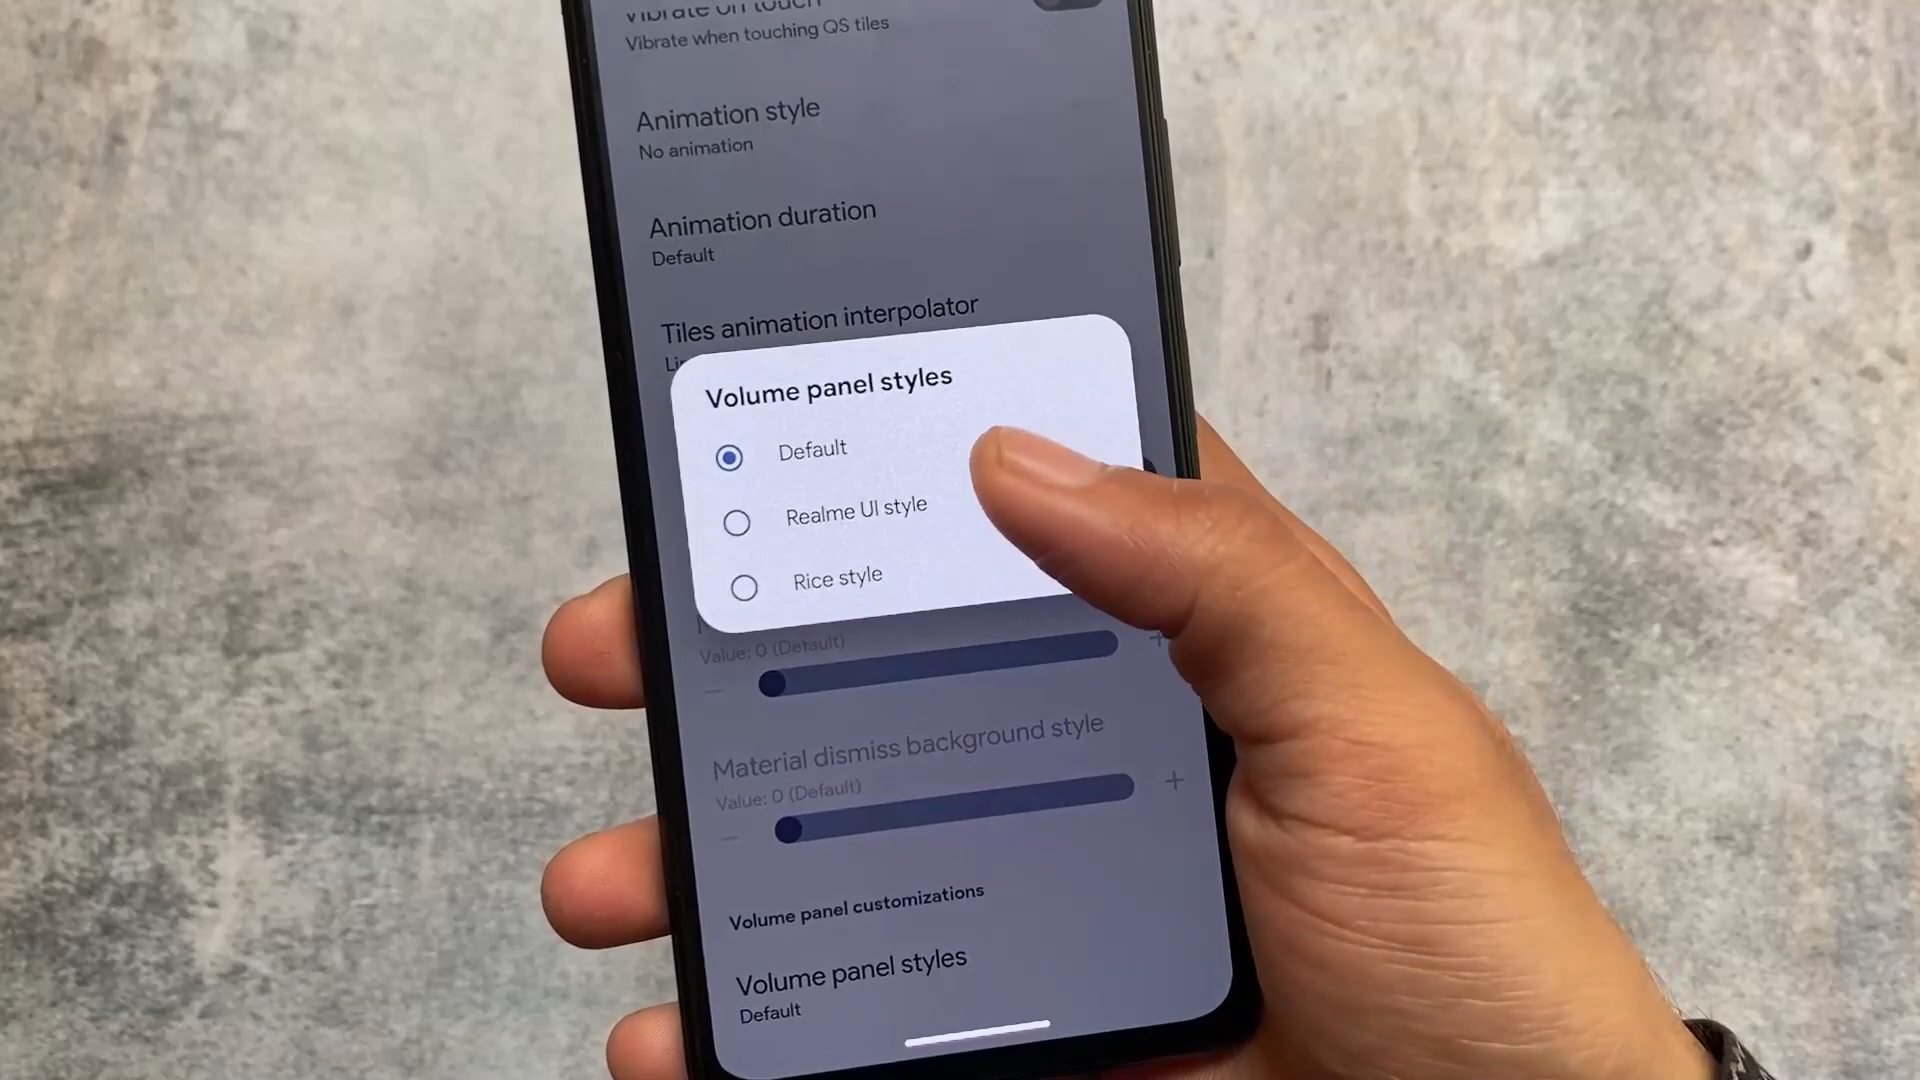 Vibrate on touch
Vibrate when touching QS tiles
Animation style
No animation
Animation duration
Default
Tiles animation interpolator
Volume panel styles
Default
Realme UI style
Rice style
Value: 0 (Default)
Material dismiss background style
Value: 0 (Default)
Volume panel customizations
Volume panel styles
Default